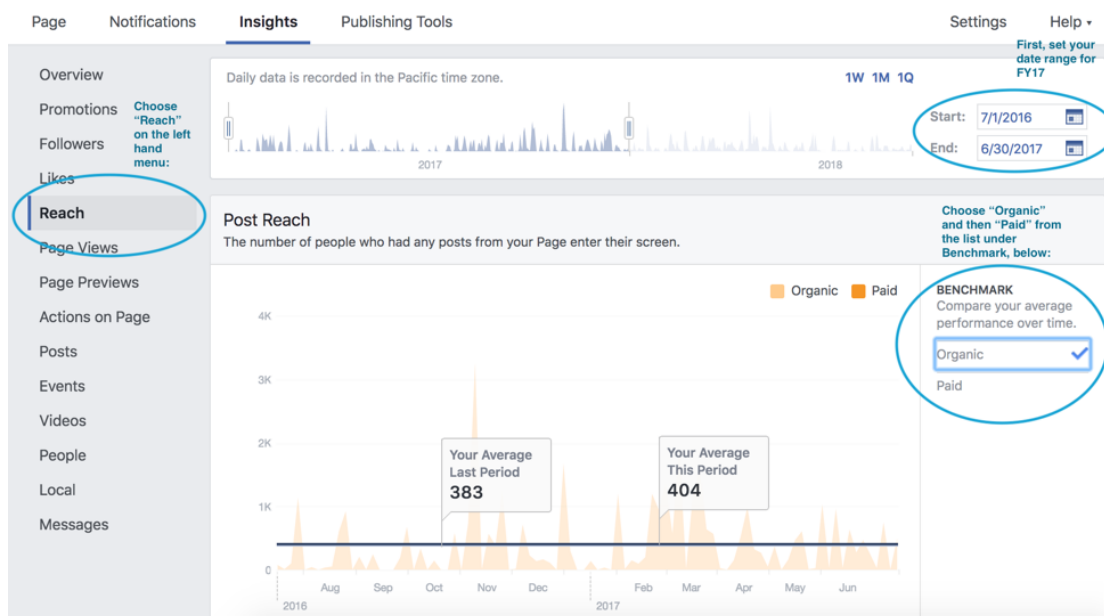 Page Notifications Insights Publishing Tools Settings Help
First, set your
date range for
FY17
Overview
Promotions
Followers
Likes
Reach
Page Views
Page Previews
Actions on Page
Posts
Events
Videos
People
Local
Messages
Choose
“Reach”
on the left
hand
menu:
Daily data is recorded in the Pacific time zone.
1W 1M 1Q
2017 2018
Start: 7/1/2016
End: 6/30/2017
Post Reach
The number of people who had any posts from your Page enter their screen.
Choose “Organic”
and then “Paid” from
the list under
Benchmark, below:
Organic Paid
BENCHMARK
Compare your average
performance over time.
Organic
Paid
4K
3K
2K
1K
0
Your Average
Last Period
383
Your Average
This Period
404
Aug Sep Oct Nov Dec Feb Mar Apr May Jun
2016 2017